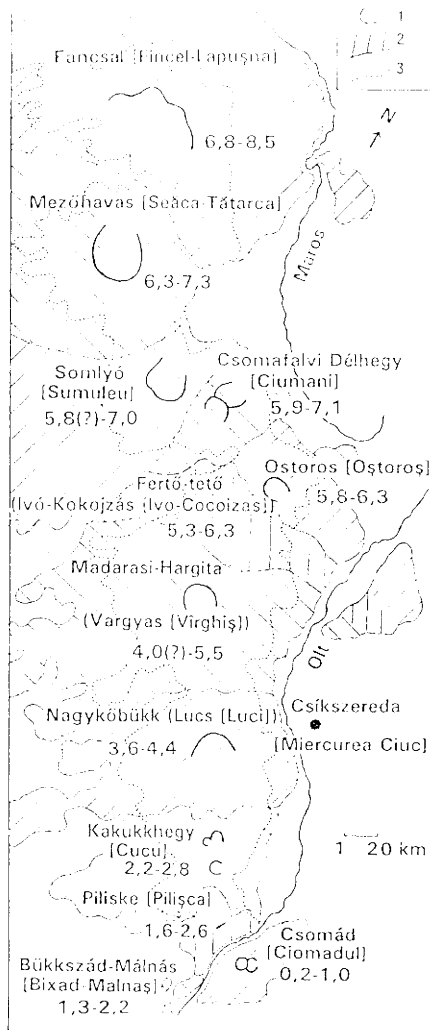 1
2
3
Fancsal [Fincel-Lapuşna]
N
6,8-8,5
Mezőhavas [Seaca-Tătarca]
Maros
6,3-7,3
Somlyó
[Sumuleu]
5,8(?)-7,0
Csomafalvi Délhegy
[Ciumani]
5,9-7,1
Ostoros [Oştoroş]
5,8-6,3
Fertő-tető
(Ivó-Kokojzás [Ivo-Cocoizas])
5,3-6,3
Madarasi-Hargita
(Vargyas [Vîrghiş])
4,0(?)-5,5
Olt
Nagykőbükk (Lucs [Luci])
3,6-4,4
Csíkszereda
[Miercurea Ciuc]
Kakukkhegy
[Cucu]
2,2-2,8
1 20 km
Piliske [Pilişca]
1,6-2,6
Csomád
[Ciomadul]
0,2-1,0
Bükkszád-Málnás
[Bixad-Malnaş]
1,3-2,2